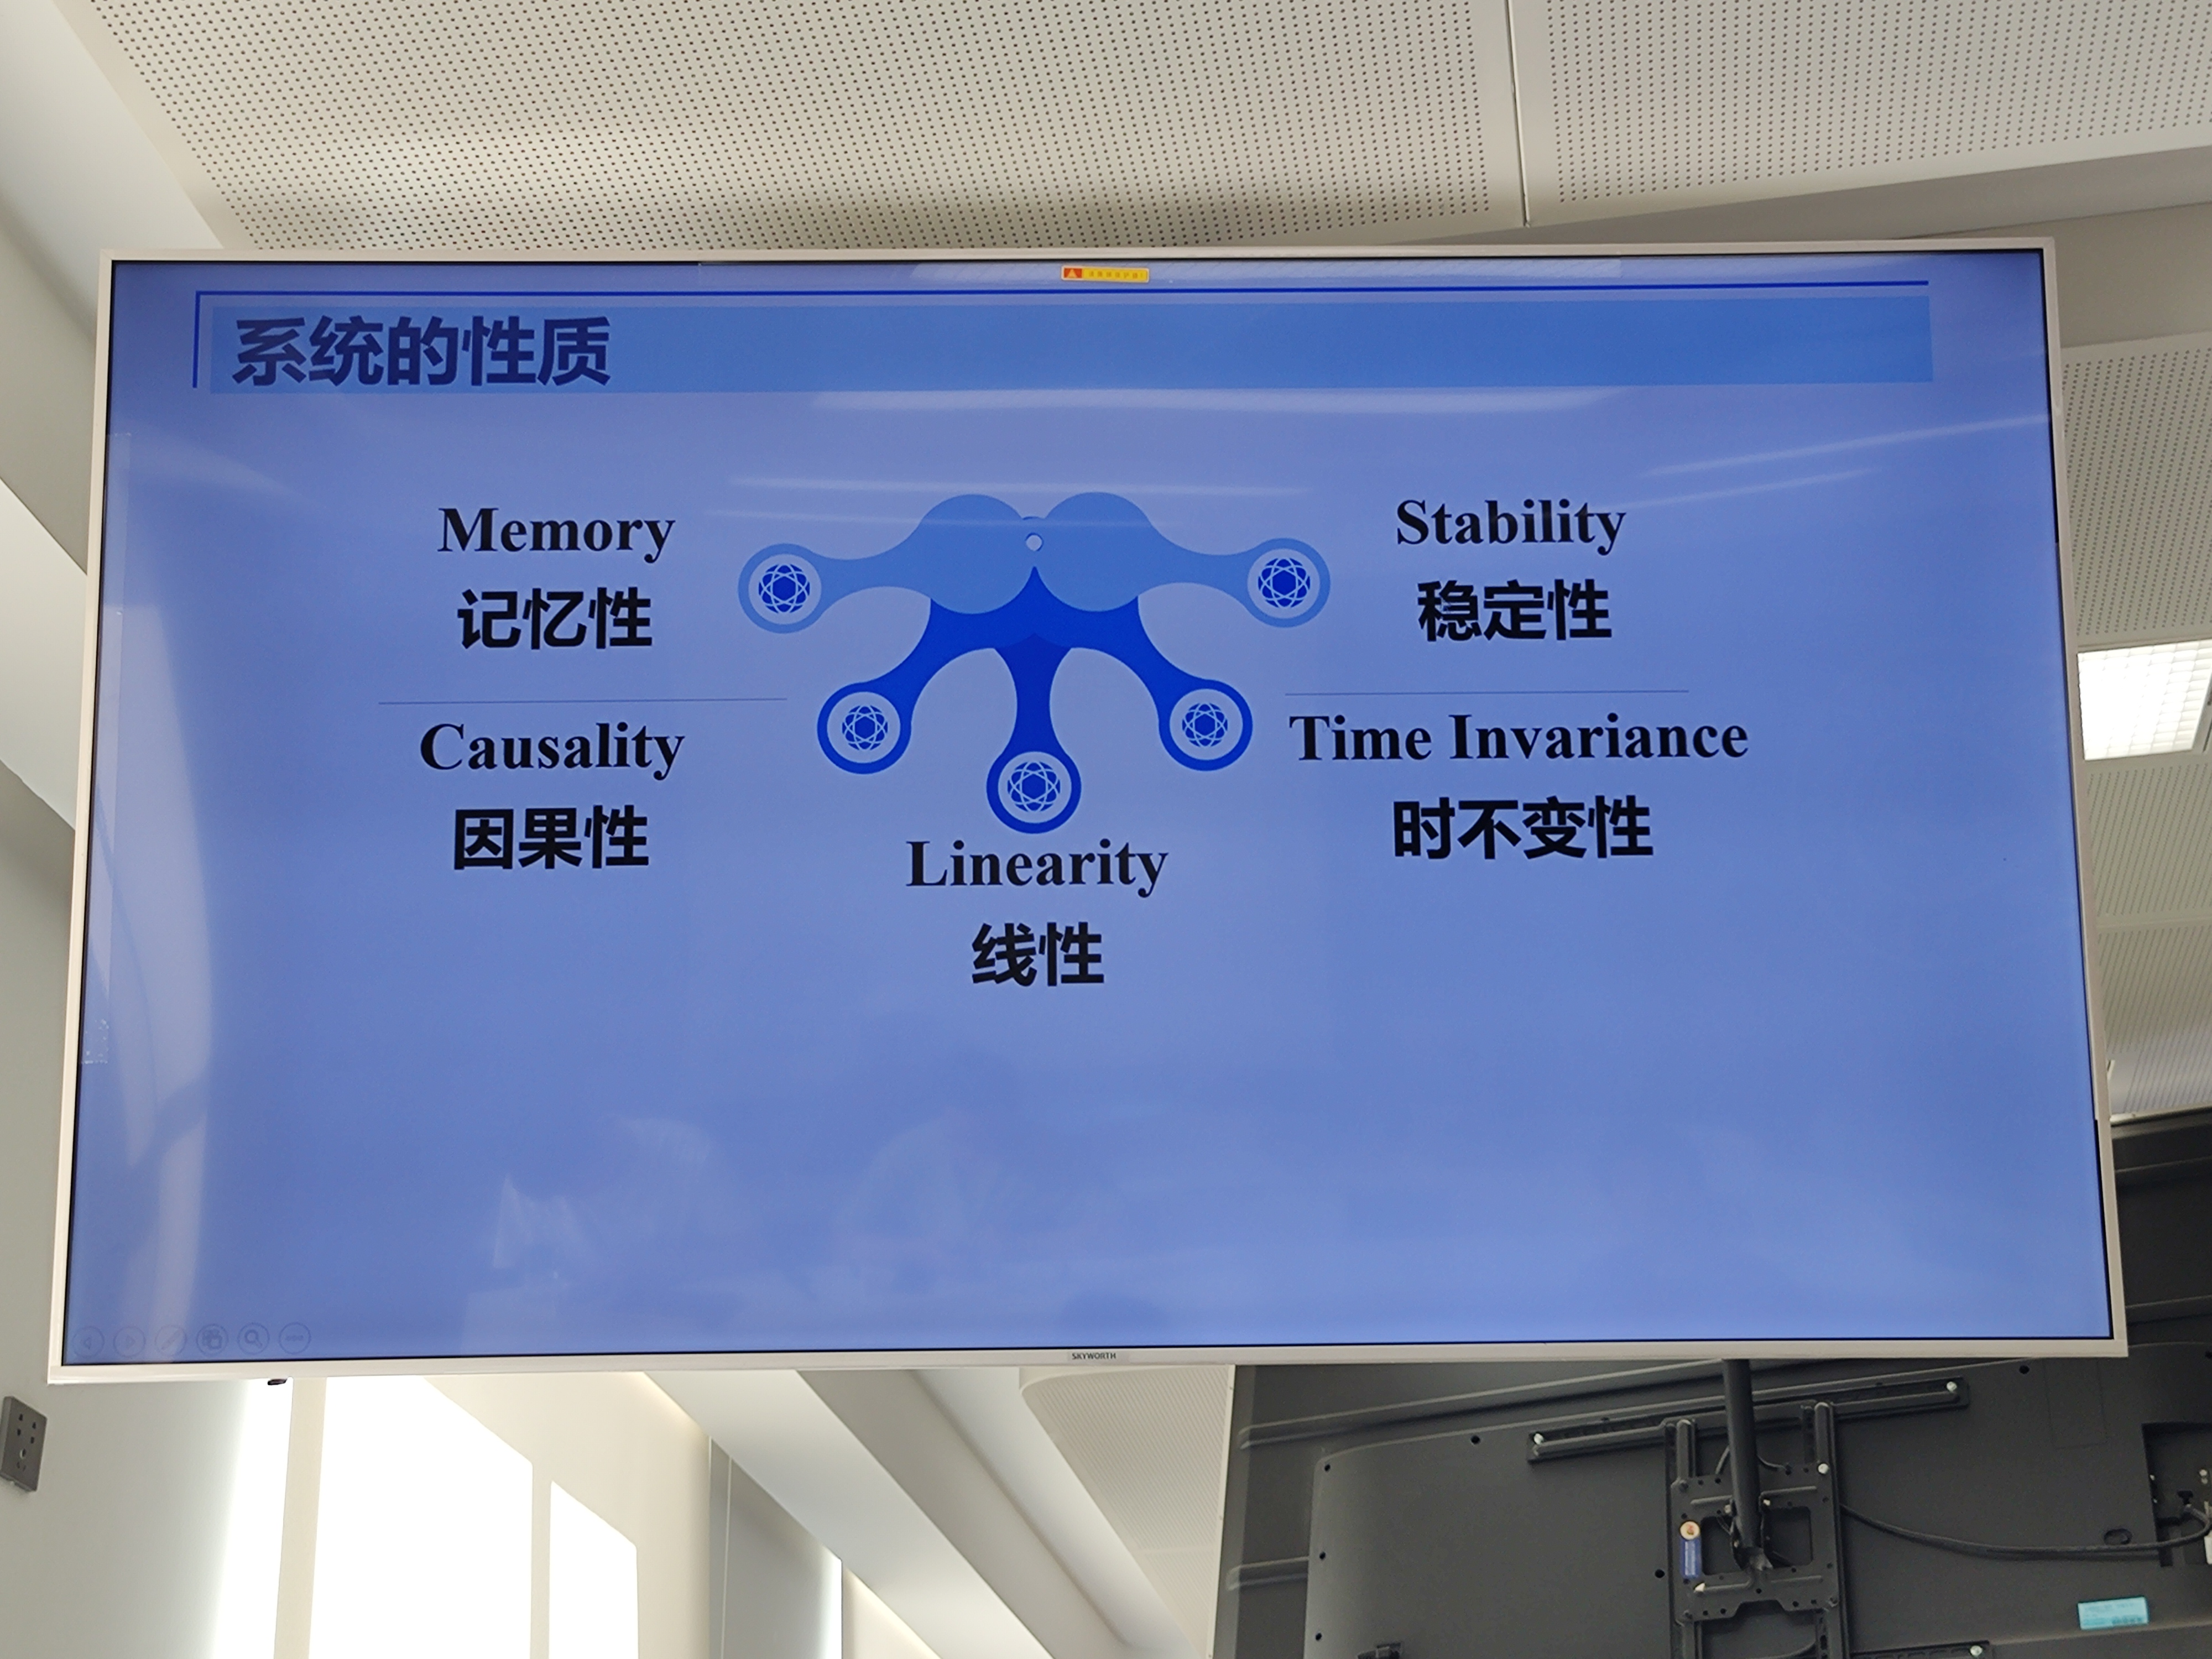 系统的性质
Memory
记忆性
Stability
稳定性
Causality
因果性
Time Invariance
时不变性
Linearity
线性
SKYWORTH